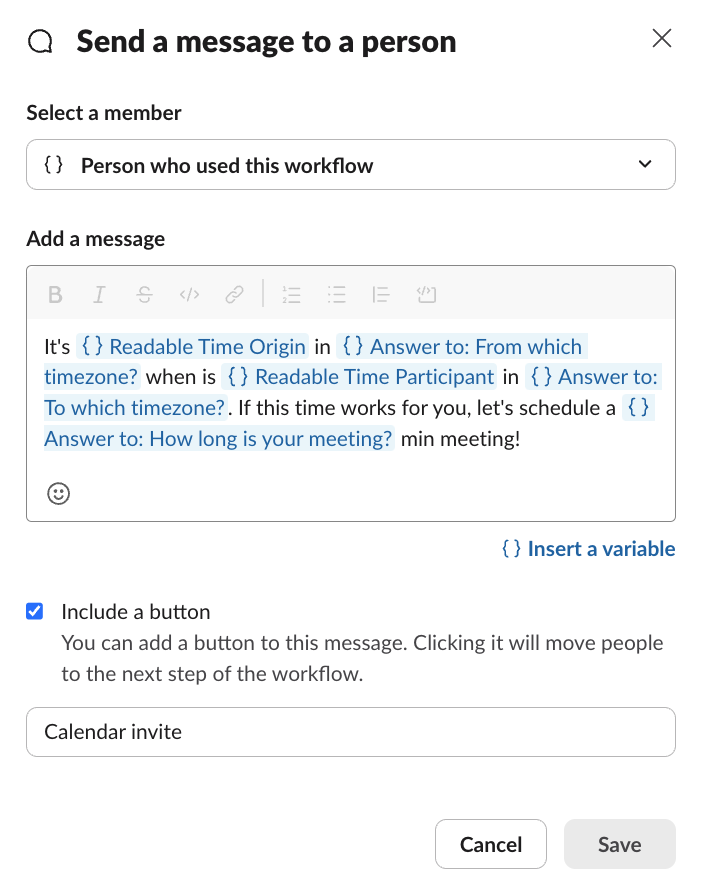 Send a message to a person
Select a member
{} Person who used this workflow
Add a message
B I S </>
It's {} Readable Time Origin in {} Answer to: From which
timezone? when is {} Readable Time Participant in {} Answer to:
To which timezone?. If this time works for you, let's schedule a {}
Answer to: How long is your meeting? min meeting!
{} Insert a variable
Include a button
You can add a button to this message. Clicking it will move people
to the next step of the workflow.
Calendar invite
Cancel Save